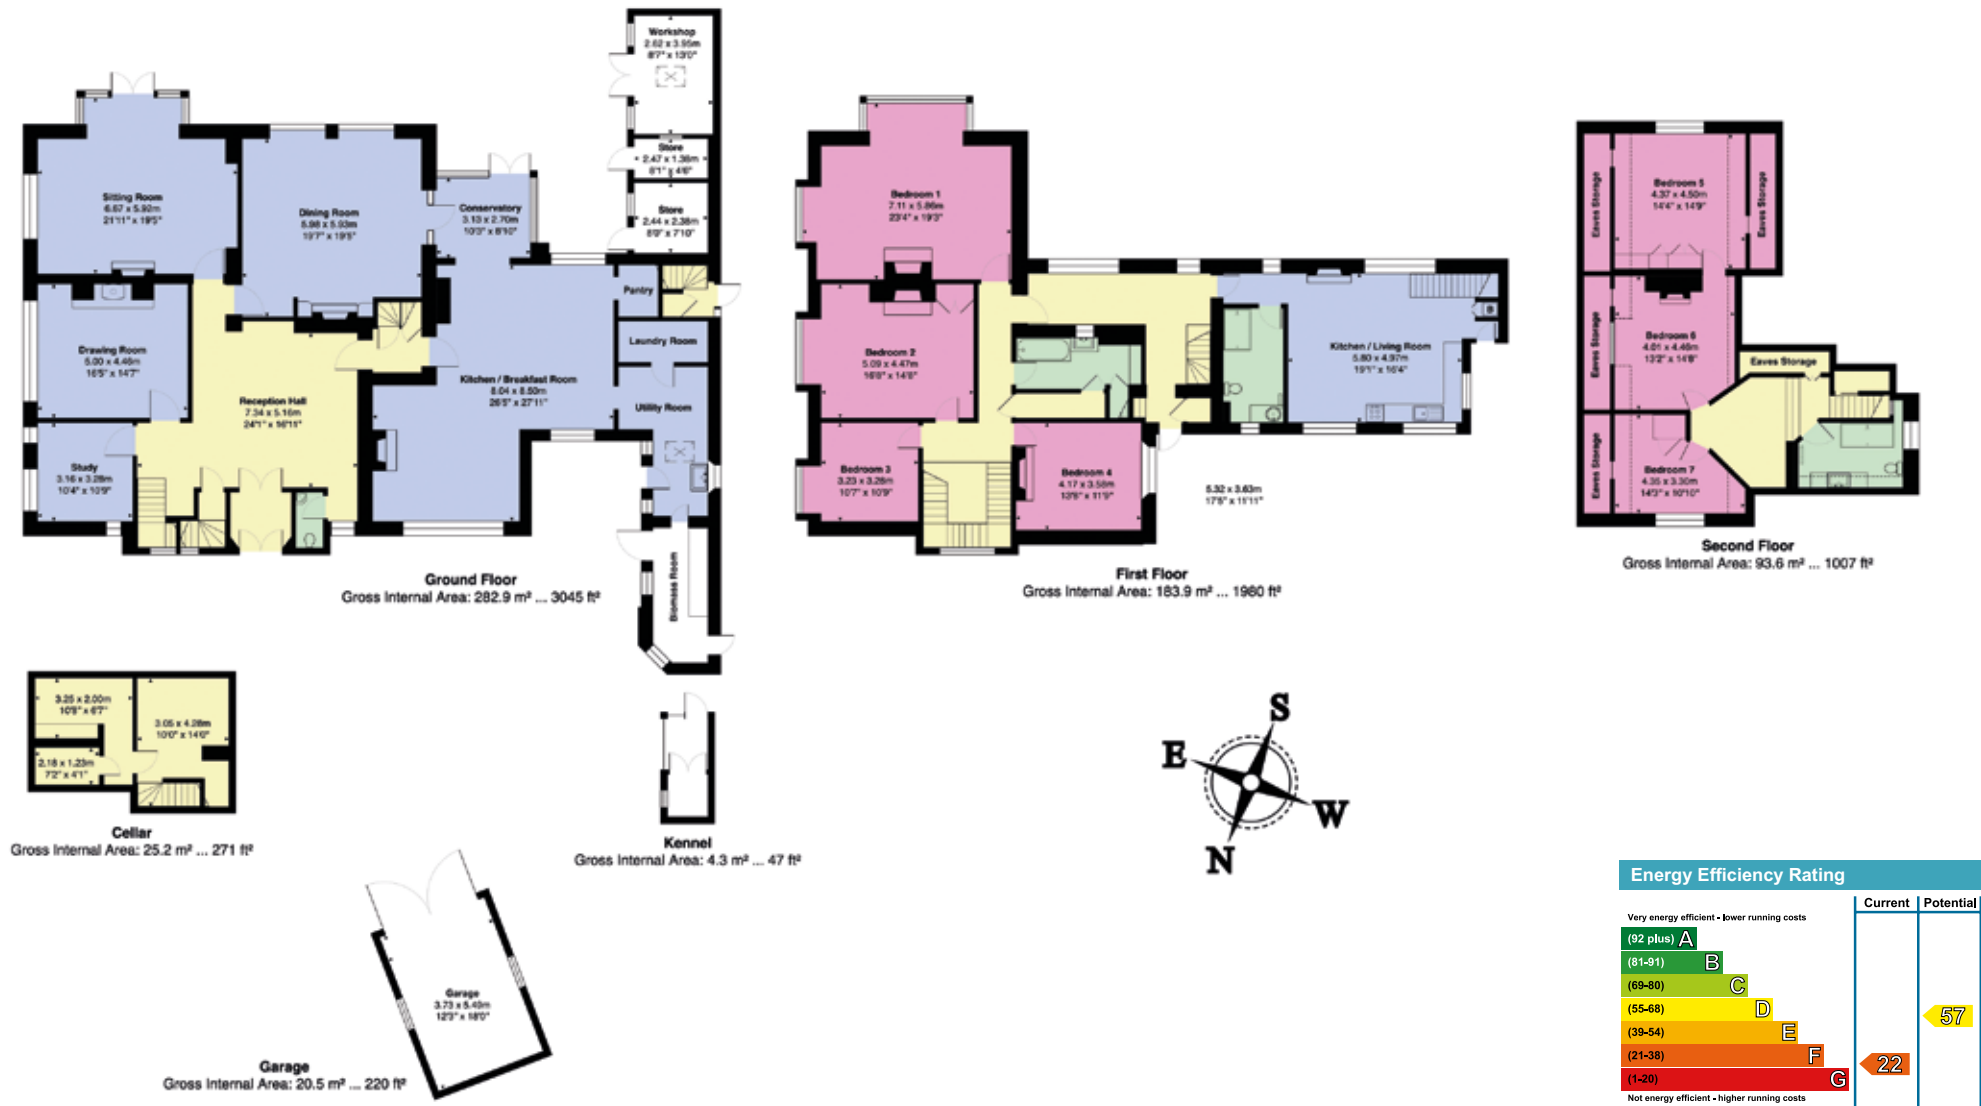 Workshop
2.62 x 3.95m
8'7" x 13'0"
Store
2.47 x 1.36m
8'1" x 4'6"
Store
2.44 x 2.38m
8'0" x 7'10"
Sitting Room
6.67 x 5.92m
21'11" x 19'5"
Dining Room
5.98 x 5.93m
19'7" x 19'5"
Conservatory
3.13 x 2.70m
10'3" x 8'10"
Pantry
Laundry Room
Utility Room
Drawing Room
5.00 x 4.46m
16'5" x 14'7"
Reception Hall
7.34 x 5.16m
24'1" x 16'11"
Kitchen / Breakfast Room
8.04 x 8.50m
26'5" x 27'11"
Study
3.16 x 3.28m
10'4" x 10'9"
Biomass Room
Ground Floor
Gross Internal Area: 282.9 m² ... 3045 ft²
Bedroom 1
7.11 x 5.86m
23'4" x 19'3"
Bedroom 2
5.09 x 4.47m
16'8" x 14'8"
Bedroom 3
3.23 x 3.28m
10'7" x 10'9"
Bedroom 4
4.17 x 3.58m
13'8" x 11'9"
Kitchen / Living Room
5.80 x 4.97m
19'1" x 16'4"
B
5.32 x 3.63m
17'5" x 11'11"
First Floor
Gross Internal Area: 183.9 m² ... 1980 ft²
Eaves Storage
Bedroom 5
4.37 x 4.50m
14'4" x 14'9"
Eaves Storage
Eaves Storage
Bedroom 6
4.01 x 4.46m
13'2" x 14'8"
Eaves Storage
Eaves Storage
Bedroom 7
4.35 x 3.30m
14'3" x 10'10"
Second Floor
Gross Internal Area: 93.6 m² ... 1007 ft²
3.25 x 2.00m
10'8" x 6'7"
3.05 x 4.28m
10'0" x 14'0"
2.18 x 1.23m
7'2" x 4'1"
Cellar
Gross Internal Area: 25.2 m² ... 271 ft²
Kennel
Gross Internal Area: 4.3 m² ... 47 ft²
Garage
3.73 x 5.49m
12'3" x 18'0"
Garage
Gross Internal Area: 20.5 m² ... 220 ft²
S
E
W
N
Energy Efficiency Rating
Current Potential
Very energy efficient - lower running costs
(92 plus) A
(81-91) B
(69-80) C
(55-68) D
57
(39-54) E
(21-38) F
22
(1-20) G
Not energy efficient - higher running costs